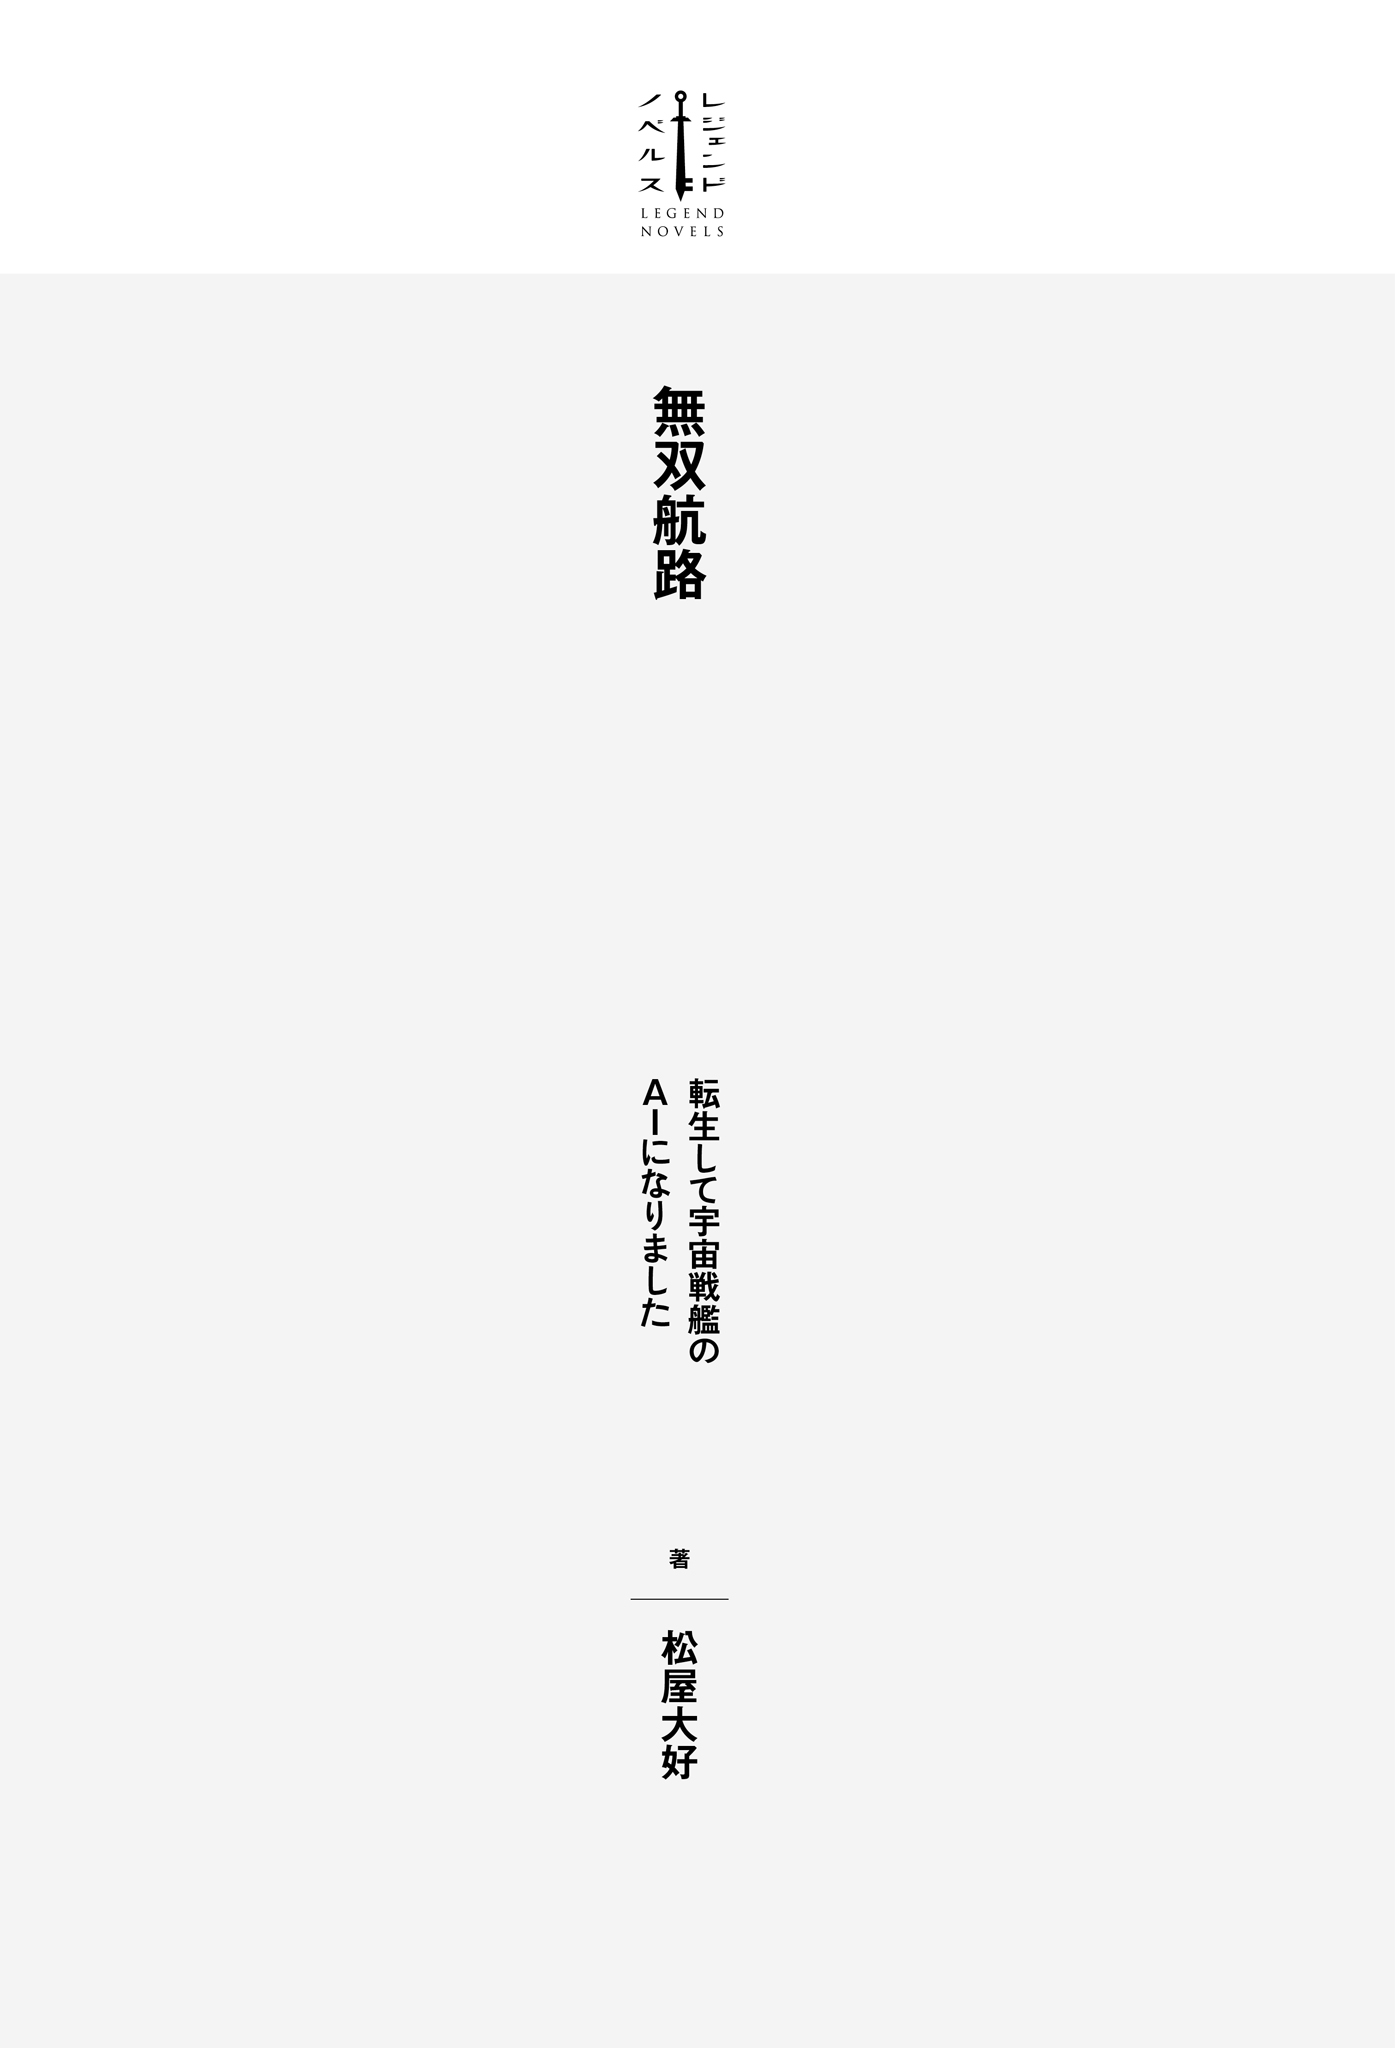 レジェンド
ノベルス
LEGEND
NOVELS
無双航路
転生して宇宙戦艦の
AIになりました
著
松屋大好